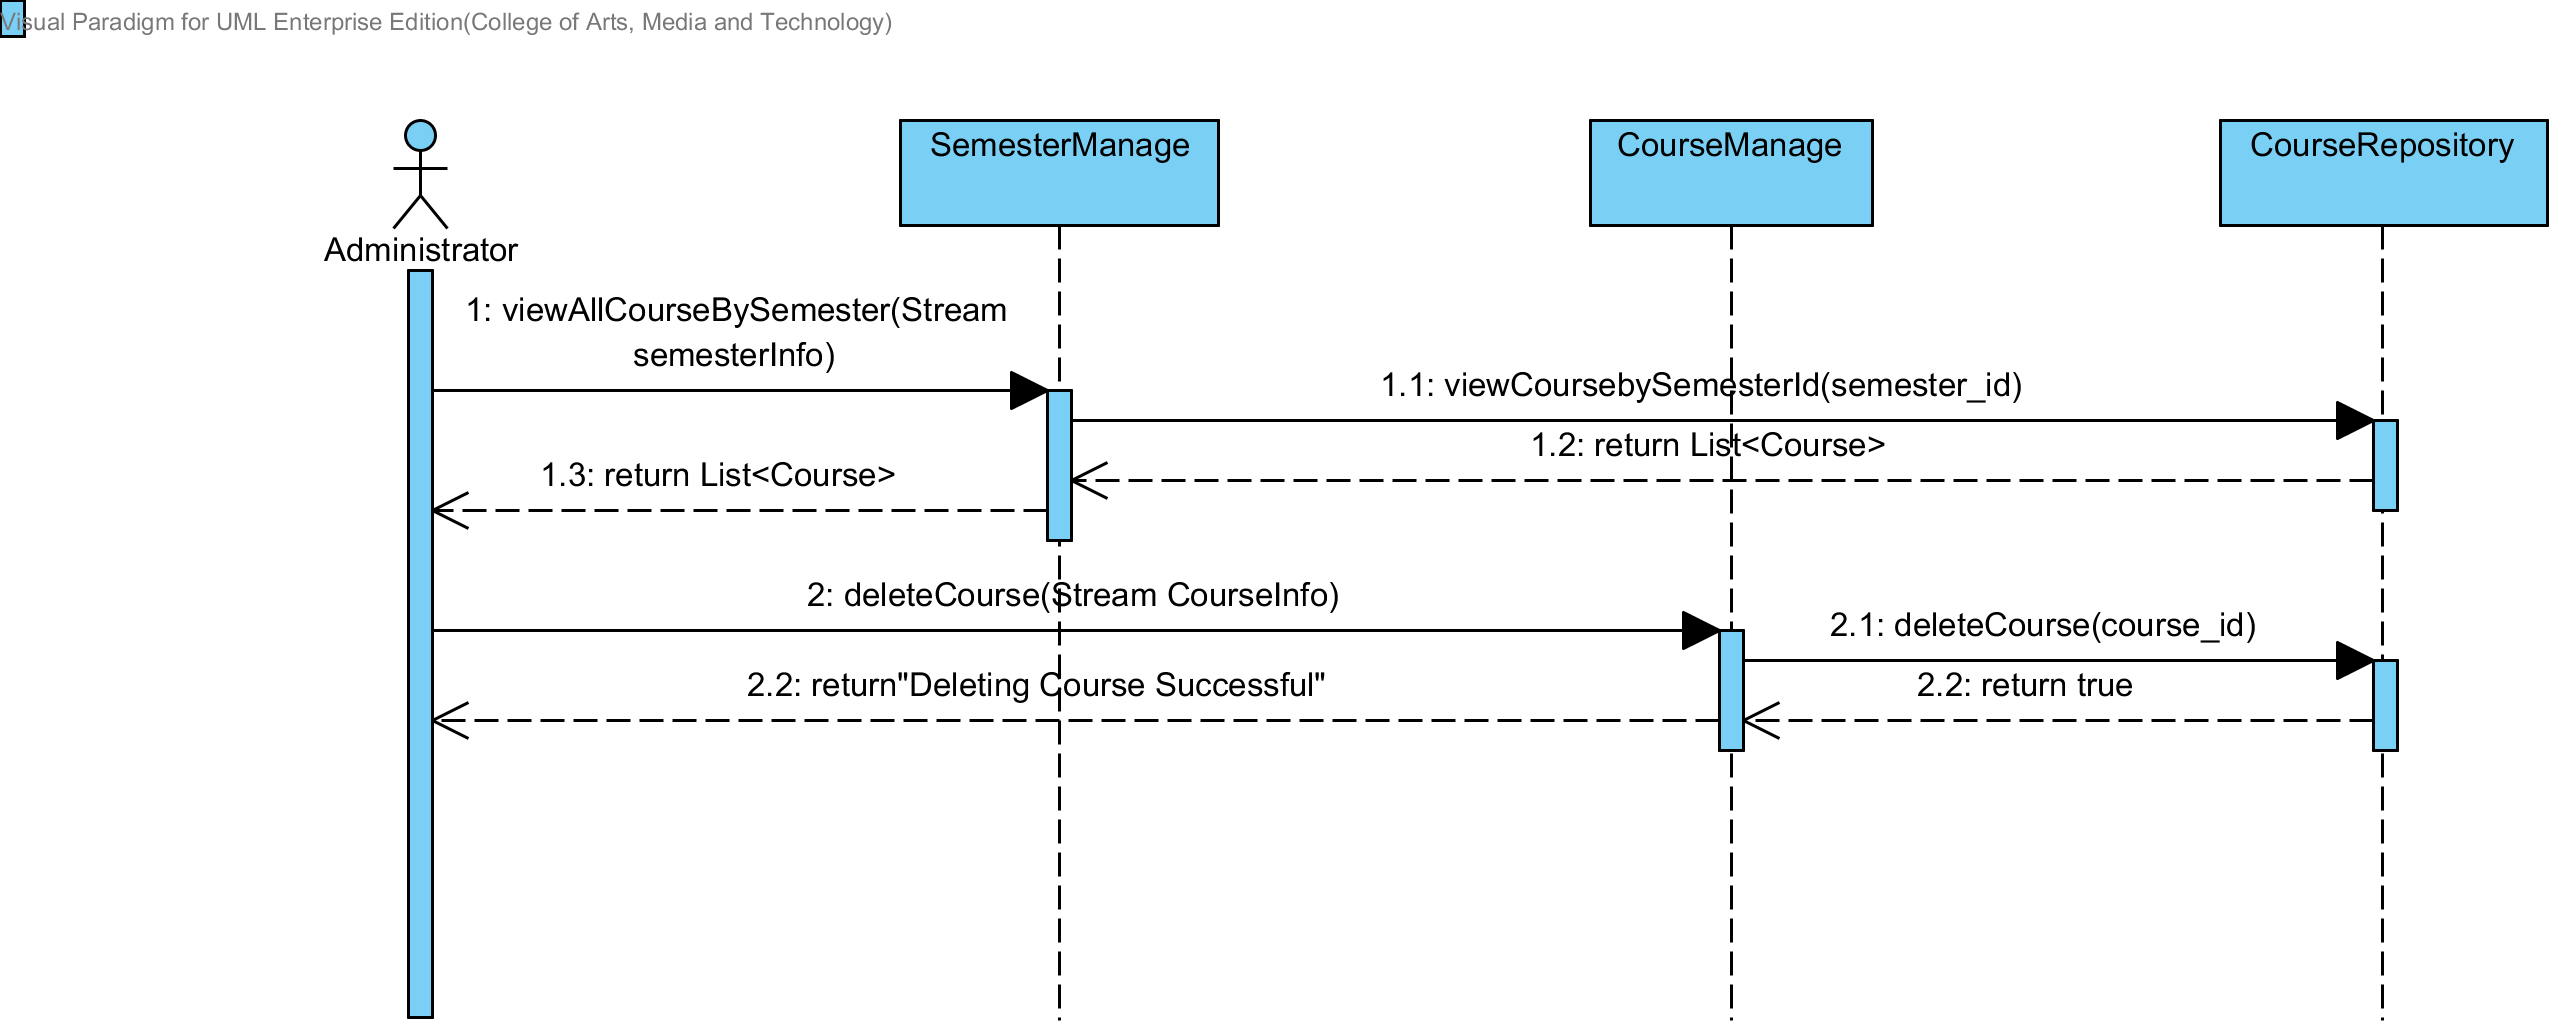 Visual Paradigm for UML Enterprise Edition(College of Arts, Media and Technology)
SemesterManage
CourseManage
CourseRepository
Administrator
1: viewAllCourseBySemester(Stream
semesterInfo)
1.1: viewCoursebySemesterId(semester_id)
1.2: return List<Course>
1.3: return List<Course>
2: deleteCourse(Stream CourseInfo)
2.1: deleteCourse(course_id)
2.2: return"Deleting Course Successful"
2.2: return true